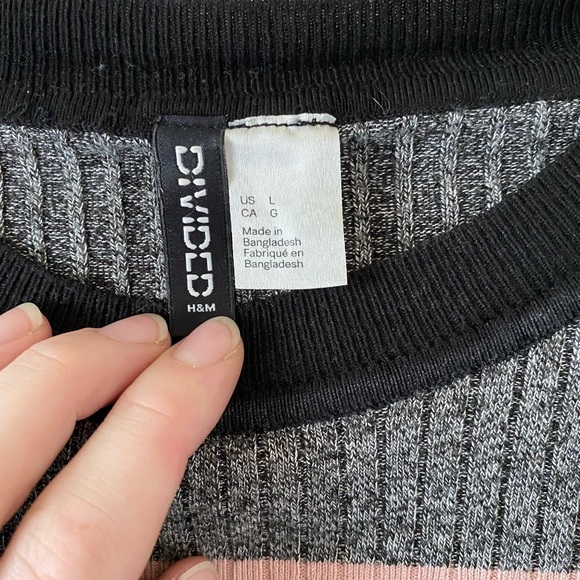 DIVIDED
H&M
US L
CA G
Made in
Bangladesh
Fabriqué en
Bangladesh